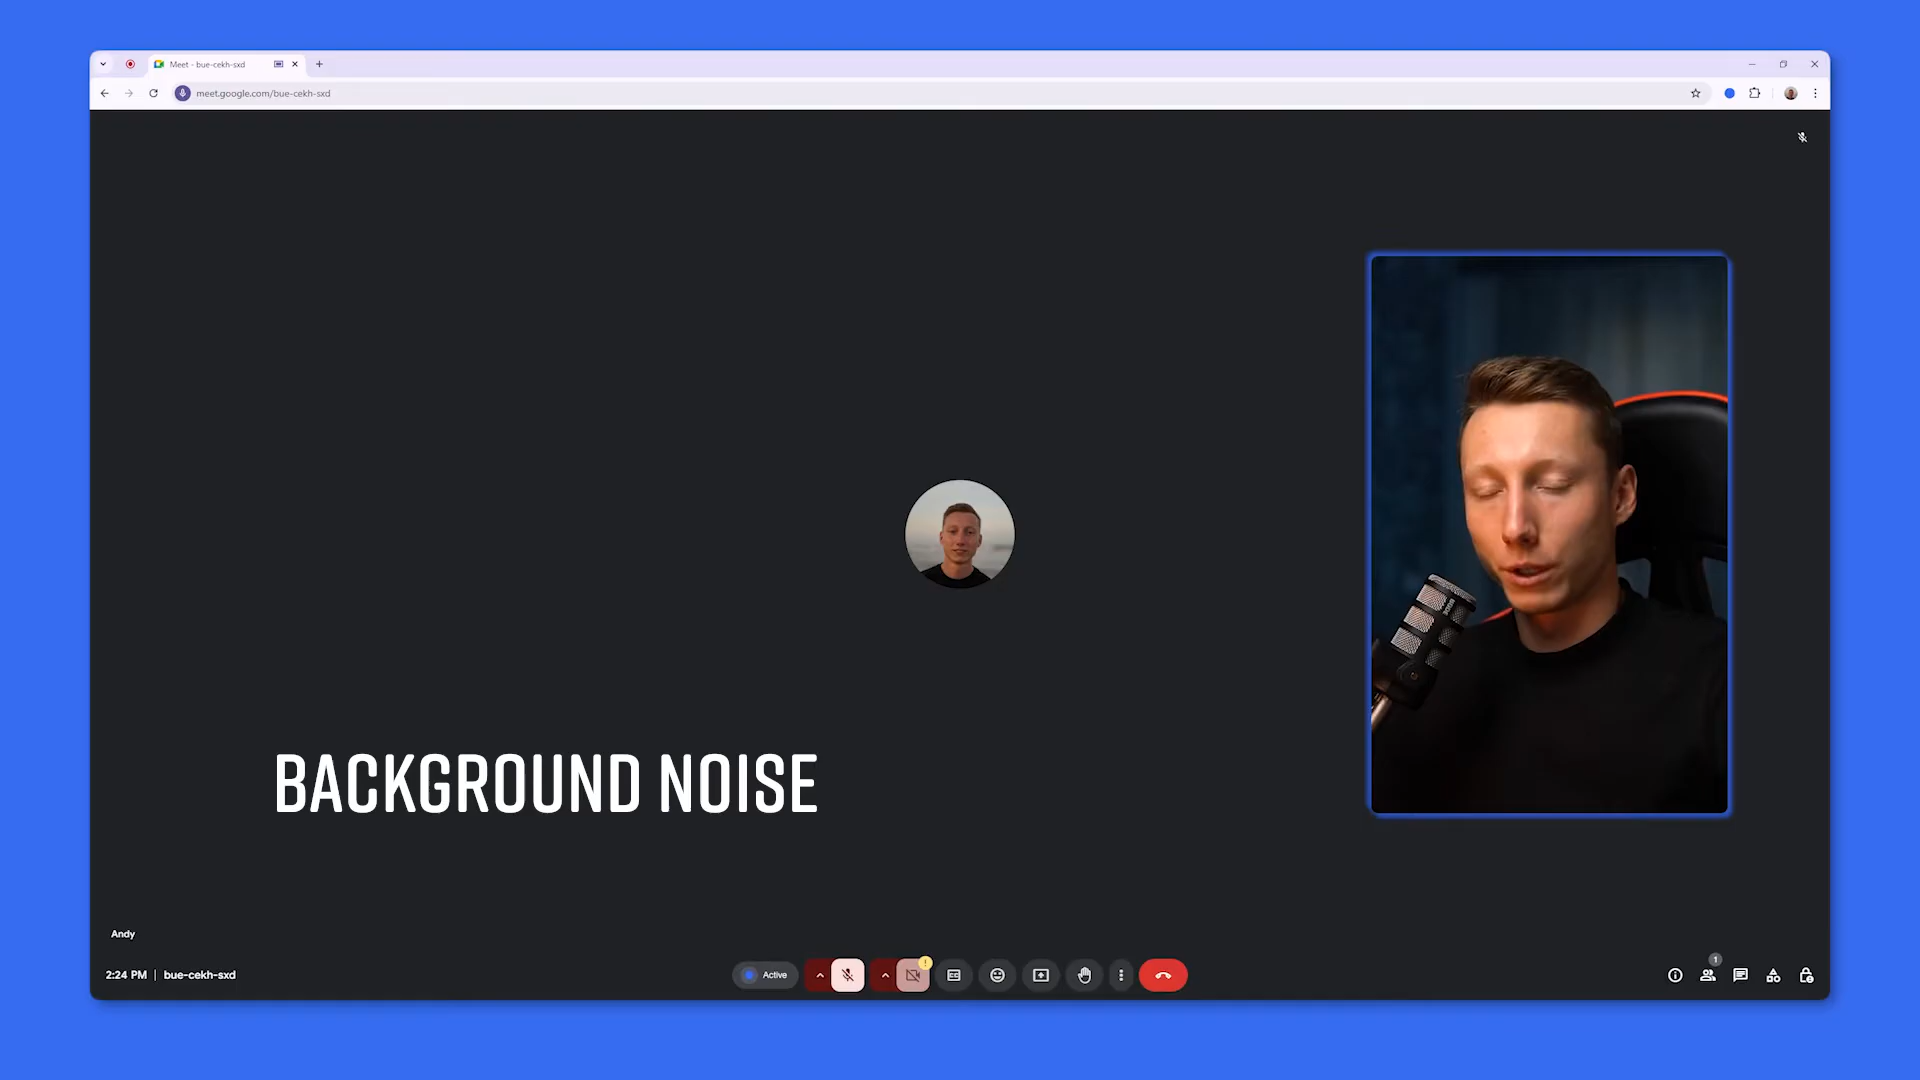 Meet - bue-cekh-sxd
meet.google.com/bue-cekh-sxd
BACKGROUND NOISE
Andy
2:24 PM | bue-cekh-sxd
Active
!
1